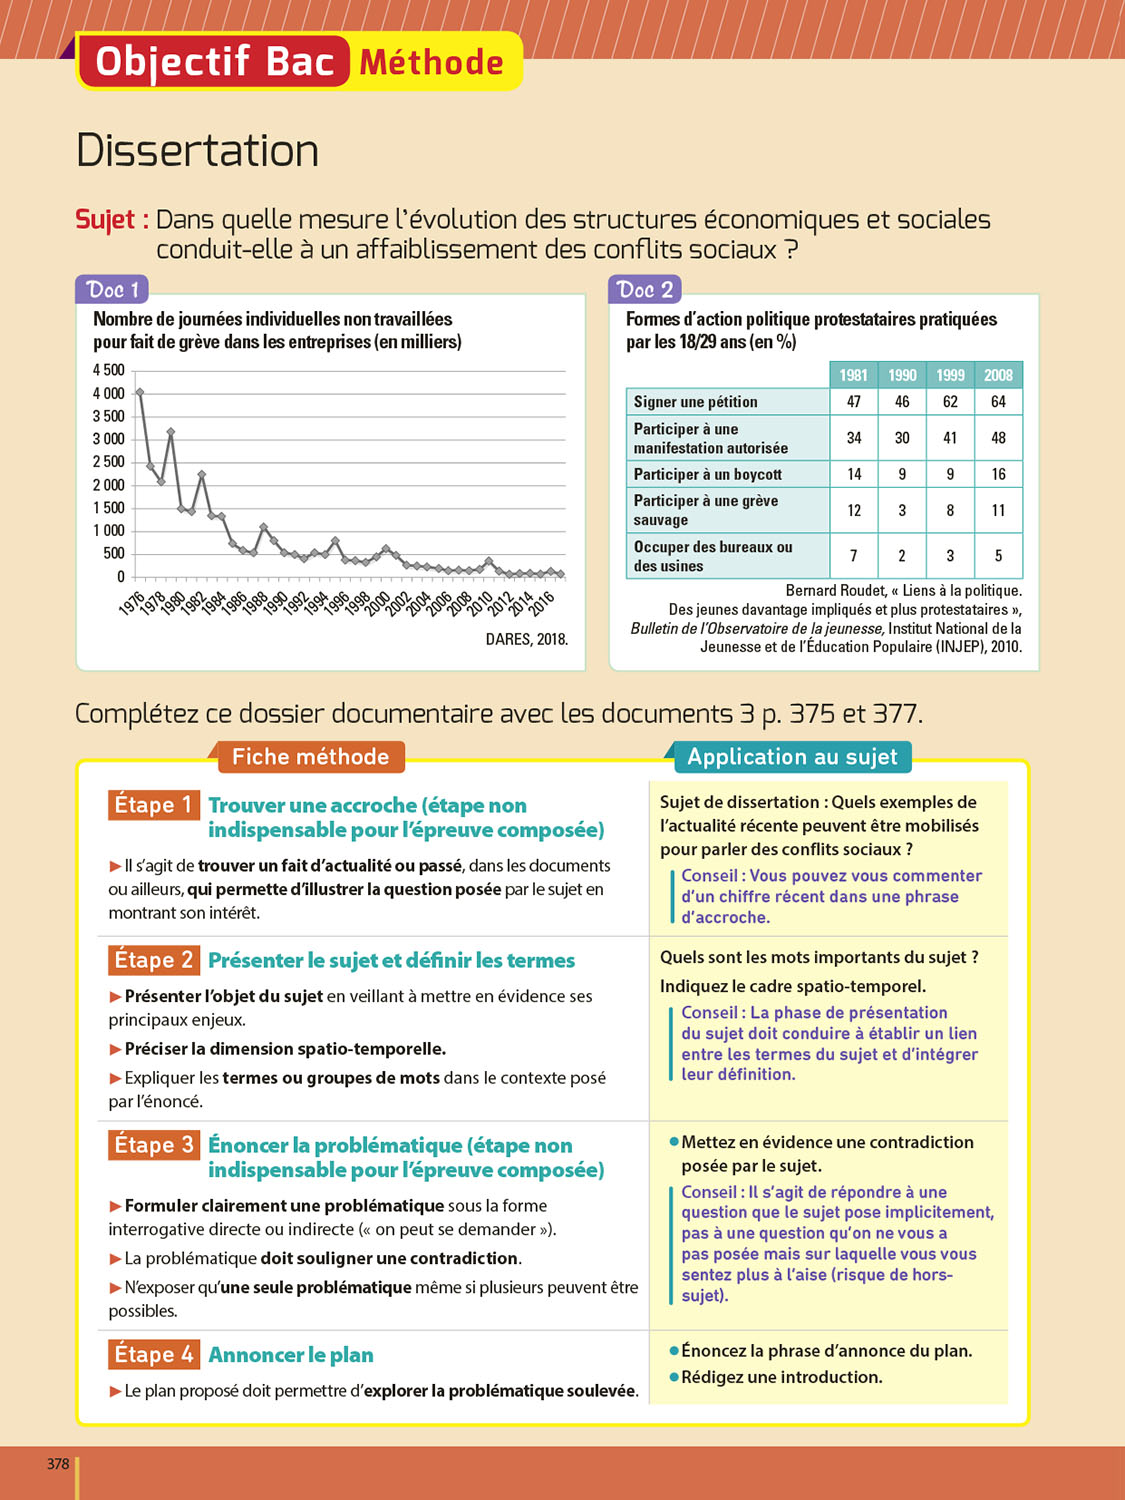 Objectif Bac Méthode
Dissertation
Sujet : Dans quelle mesure l'évolution des structures économiques et sociales
conduit-elle à un affaiblissement des conflits sociaux ?
Doc 1
Nombre de journées individuelles non travaillées
pour fait de grève dans les entreprises (en milliers)
4 500
4 000
3 500
3 000
2 500
2 000
1 500
1 000
500
0
1976 1978 1980 1982 1984 1986 1988 1990 1992 1994 1996 1998 2000 2002 2004 2006 2008 2010 2012 2014 2016
DARES, 2018.
Doc 2
Formes d'action politique protestataires pratiquées
par les 18/29 ans (en %)
1981 1990 1999 2008
Signer une pétition 47 46 62 64
Participer à une
manifestation autorisée 34 30 41 48
Participer à un boycott 14 9 9 16
Participer à une grève
sauvage 12 3 8 11
Occuper des bureaux ou
des usines 7 2 3 5
Bernard Roudet, « Liens à la politique.
Des jeunes davantage impliqués et plus protestataires »,
Bulletin de l'Observatoire de la jeunesse, Institut National de la
Jeunesse et de l'Éducation Populaire (INJEP), 2010.
Complétez ce dossier documentaire avec les documents 3 p. 375 et 377.
Fiche méthode
Application au sujet
Étape 1 Trouver une accroche (étape non
indispensable pour l'épreuve composée)
►Il s'agit de trouver un fait d'actualité ou passé, dans les documents
ou ailleurs, qui permette d'illustrer la question posée par le sujet en
montrant son intérêt.
Sujet de dissertation : Quels exemples de
l'actualité récente peuvent être mobilisés
pour parler des conflits sociaux ?
Conseil : Vous pouvez vous commenter
d'un chiffre récent dans une phrase
d'accroche.
Étape 2 Présenter le sujet et définir les termes
►Présenter l'objet du sujet en veillant à mettre en évidence ses
principaux enjeux.
►Préciser la dimension spatio-temporelle.
►Expliquer les termes ou groupes de mots dans le contexte posé
par l'énoncé.
Quels sont les mots importants du sujet ?
Indiquez le cadre spatio-temporel.
Conseil : La phase de présentation
du sujet doit conduire à établir un lien
entre les termes du sujet et d'intégrer
leur définition.
Étape 3 Énoncer la problématique (étape non
indispensable pour l'épreuve composée)
►Formuler clairement une problématique sous la forme
interrogative directe ou indirecte (« on peut se demander »).
►La problématique doit souligner une contradiction.
►N'exposer qu'une seule problématique même si plusieurs peuvent être
possibles.
●Mettez en évidence une contradiction
posée par le sujet.
Conseil : Il s'agit de répondre à une
question que le sujet pose implicitement,
pas à une question qu'on ne vous a
pas posée mais sur laquelle vous vous
sentez plus à l'aise (risque de hors-
sujet).
Étape 4 Annoncer le plan
►Le plan proposé doit permettre d'explorer la problématique soulevée.
●Énoncez la phrase d'annonce du plan.
●Rédigez une introduction.
378